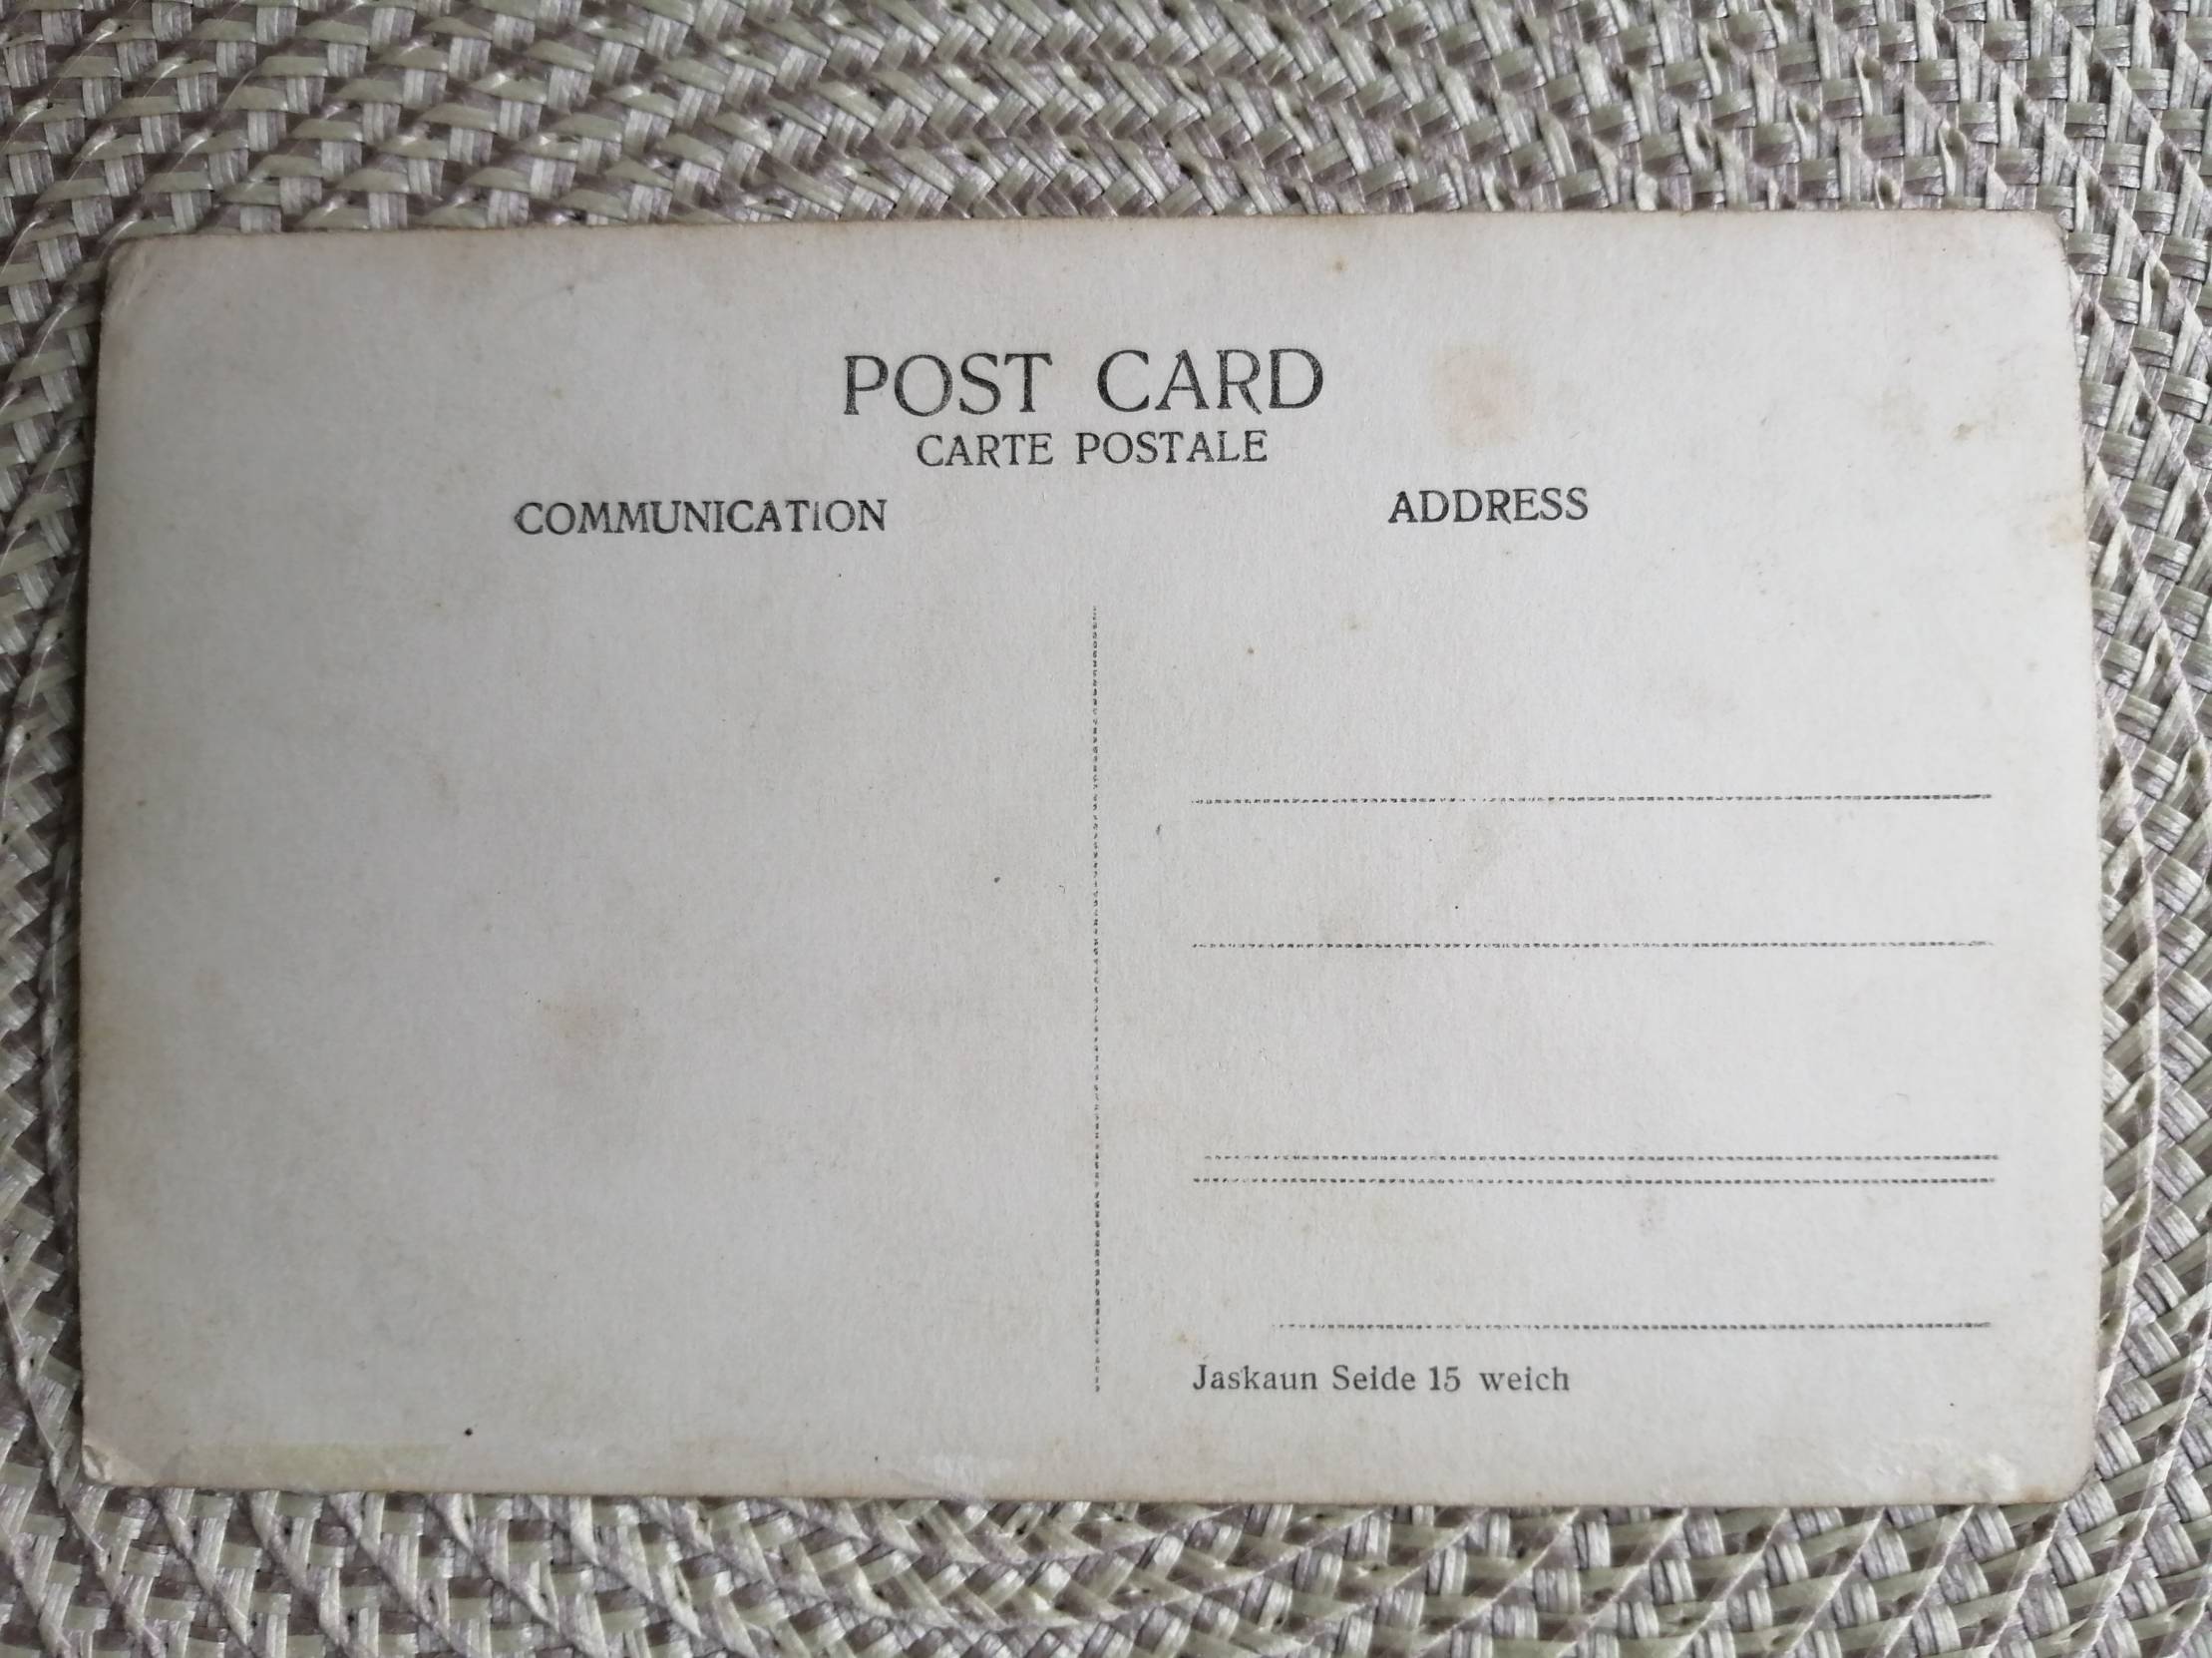 POST CARD
CARTE POSTALE
COMMUNICATION
ADDRESS
Jaskaun Seide 15 weich